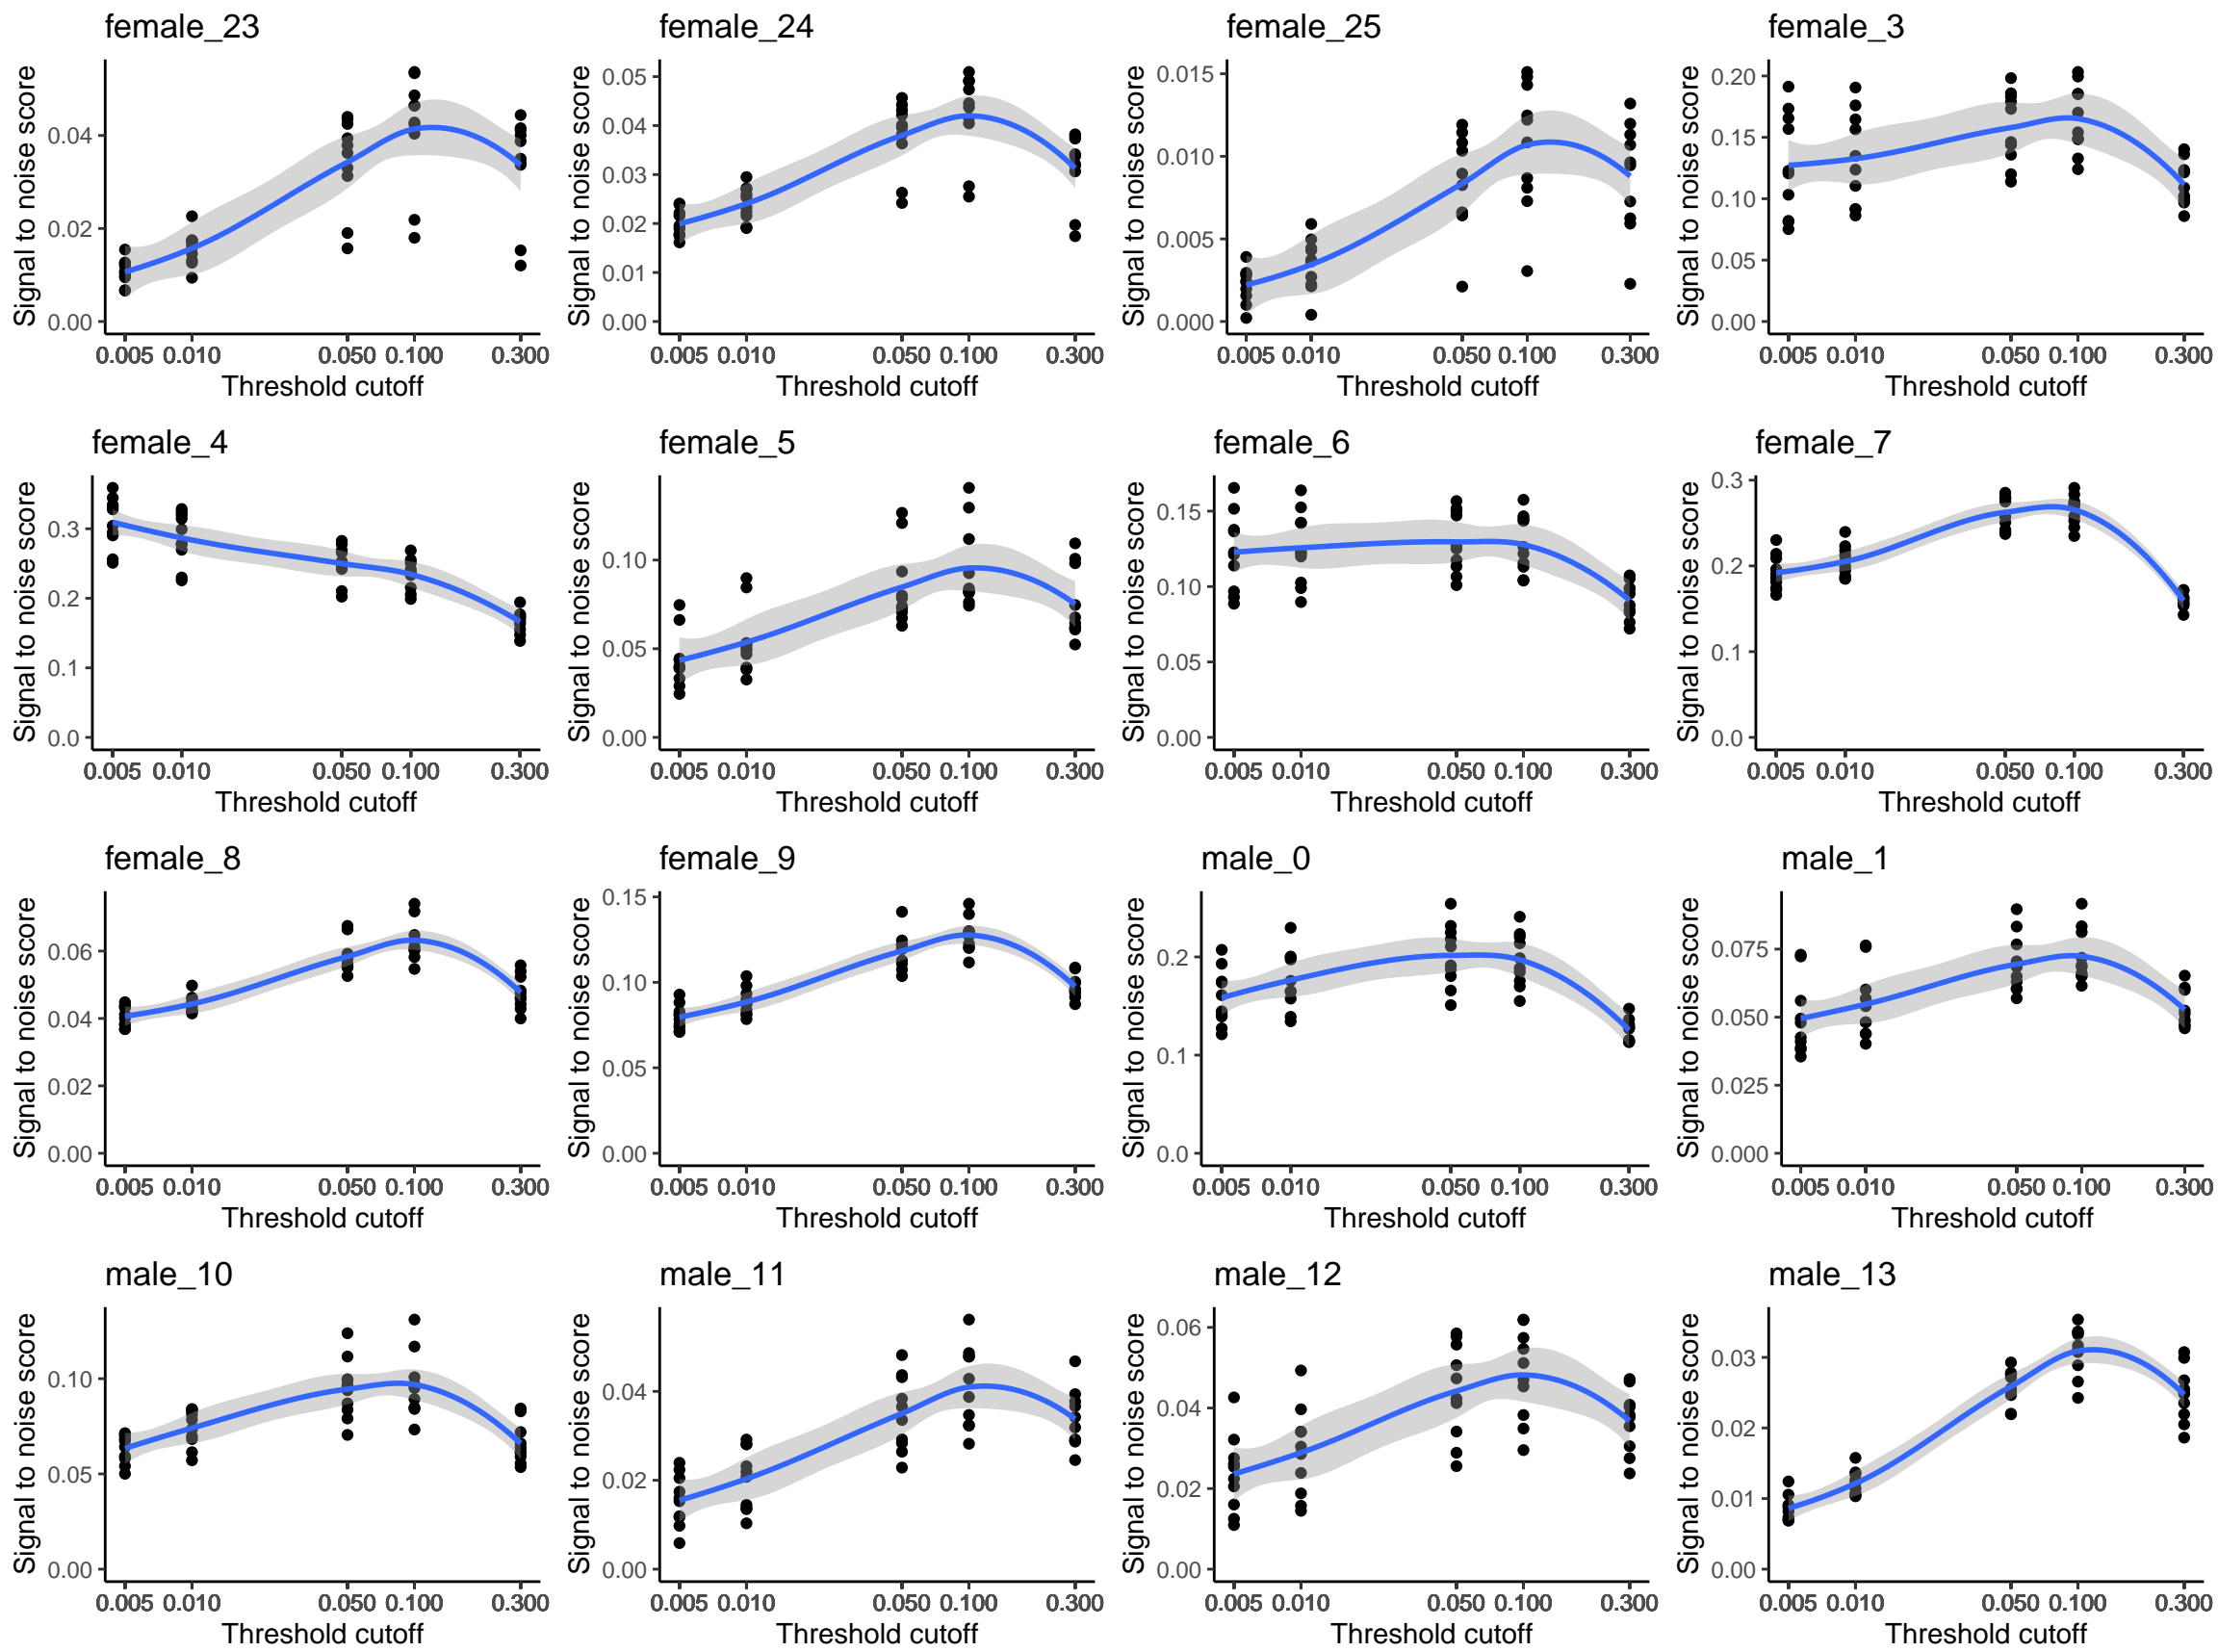 female_23
Signal to noise score
0.04
0.02
0.00
0.005 0.010 0.050 0.100 0.300
Threshold cutoff
female_24
Signal to noise score
0.05
0.04
0.03
0.02
0.01
0.00
0.005 0.010 0.050 0.100 0.300
Threshold cutoff
female_25
Signal to noise score
0.015
0.010
0.005
0.000
0.005 0.010 0.050 0.100 0.300
Threshold cutoff
female_3
Signal to noise score
0.20
0.15
0.10
0.05
0.00
0.005 0.010 0.050 0.100 0.300
Threshold cutoff
female_4
Signal to noise score
0.3
0.2
0.1
0.0
0.005 0.010 0.050 0.100 0.300
Threshold cutoff
female_5
Signal to noise score
0.10
0.05
0.00
0.005 0.010 0.050 0.100 0.300
Threshold cutoff
female_6
Signal to noise score
0.15
0.10
0.05
0.00
0.005 0.010 0.050 0.100 0.300
Threshold cutoff
female_7
Signal to noise score
0.3
0.2
0.1
0.0
0.005 0.010 0.050 0.100 0.300
Threshold cutoff
female_8
Signal to noise score
0.06
0.04
0.02
0.00
0.005 0.010 0.050 0.100 0.300
Threshold cutoff
female_9
Signal to noise score
0.15
0.10
0.05
0.00
0.005 0.010 0.050 0.100 0.300
Threshold cutoff
male_0
Signal to noise score
0.2
0.1
0.0
0.005 0.010 0.050 0.100 0.300
Threshold cutoff
male_1
Signal to noise score
0.075
0.050
0.025
0.000
0.005 0.010 0.050 0.100 0.300
Threshold cutoff
male_10
Signal to noise score
0.10
0.05
0.00
0.005 0.010 0.050 0.100 0.300
Threshold cutoff
male_11
Signal to noise score
0.04
0.02
0.00
0.005 0.010 0.050 0.100 0.300
Threshold cutoff
male_12
Signal to noise score
0.06
0.04
0.02
0.00
0.005 0.010 0.050 0.100 0.300
Threshold cutoff
male_13
Signal to noise score
0.03
0.02
0.01
0.00
0.005 0.010 0.050 0.100 0.300
Threshold cutoff